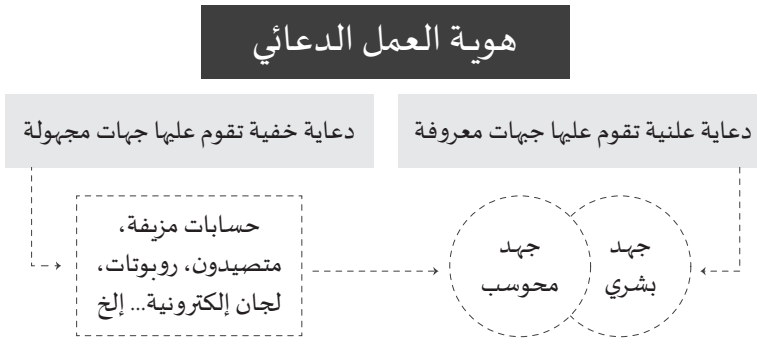 هوية العمل الدعائي
دعاية علنية تقوم عليها جهات معروفة
دعاية خفية تقوم عليها جهات مجهولة
جهد
بشري
جهد
محوسب
حسابات مزيفة،
متصيدون، روبوتات،
لجان إلكترونية... إلخ